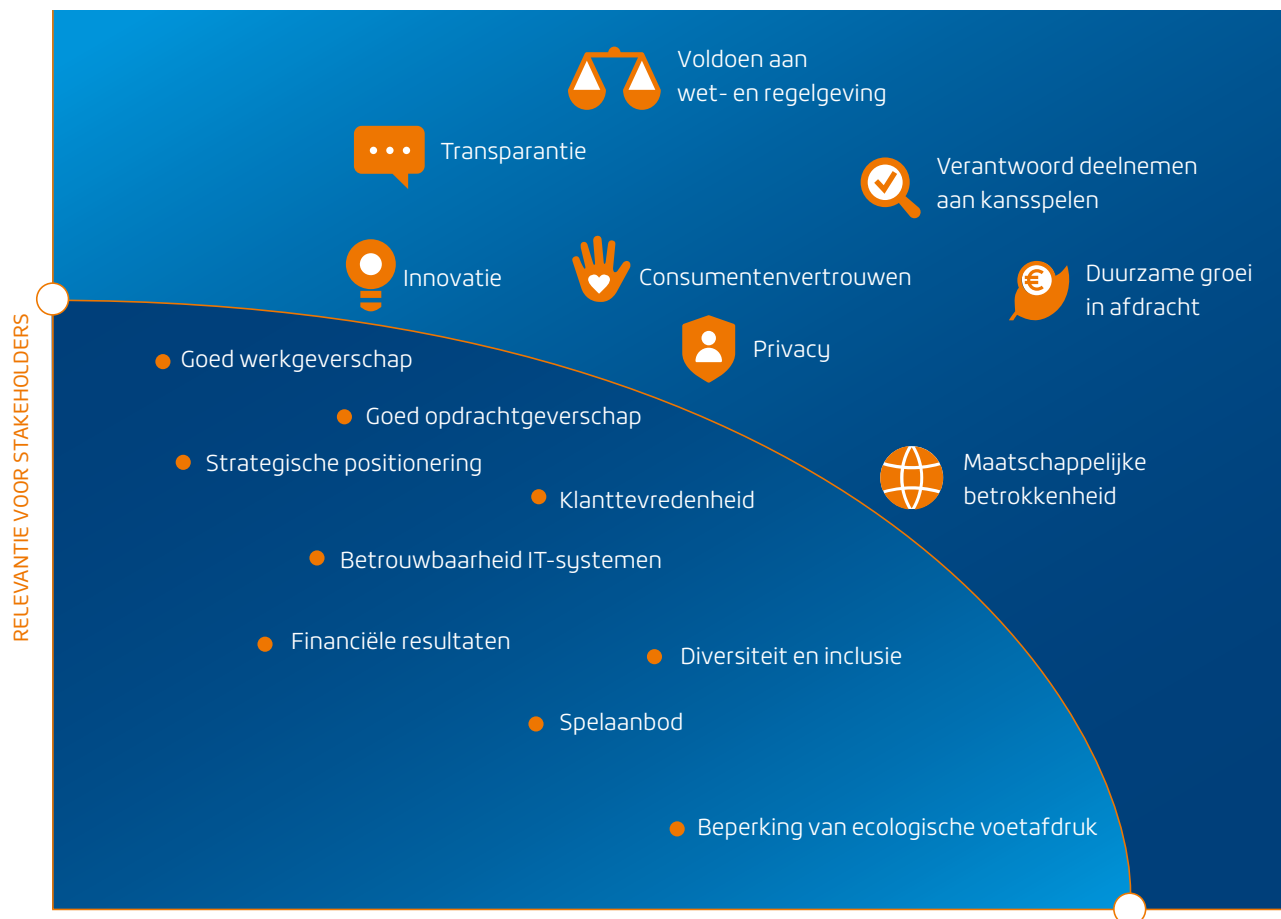 Voldoen aan
wet- en regelgeving
Transparantie
Verantwoord deelnemen
aan kansspelen
Innovatie
Consumentenvertrouwen
Duurzame groei
in afdracht
Privacy
RELEVANTIE VOOR STAKEHOLDERS
Goed werkgeverschap
Goed opdrachtgeverschap
Strategische positionering
Maatschappelijke
betrokkenheid
Klanttevredenheid
Betrouwbaarheid IT-systemen
Financiële resultaten
Diversiteit en inclusie
Spelaanbod
Beperking van ecologische voetafdruk